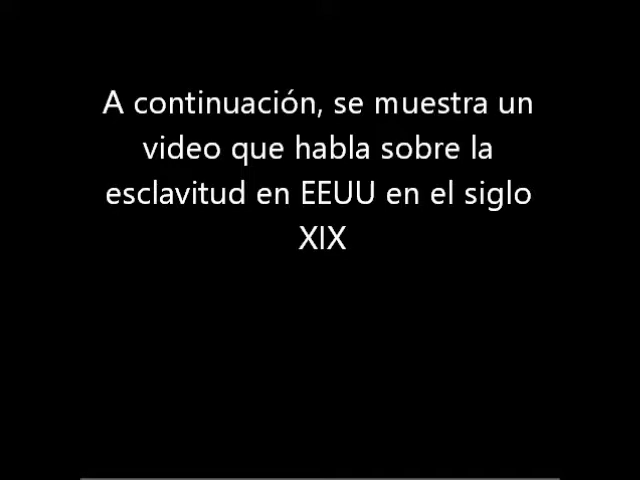 A continuación, se muestra un
video que habla sobre la
esclavitud en EEUU en el siglo
XIX